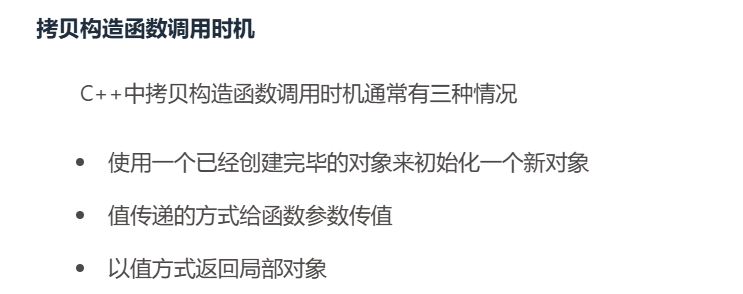 拷贝构造函数调用时机
C++中拷贝构造函数调用时机通常有三种情况
• 使用一个已经创建完毕的对象来初始化一个新对象
• 值传递的方式给函数参数传值
• 以值方式返回局部对象